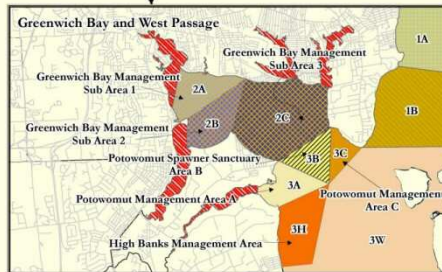 Greenwich Bay and West Passage
Greenwich Bay Management
Sub Area 3
1A
Greenwich Bay Management
Sub Area 1
2A
2B
2C
1B
Greenwich Bay Management
Sub Area 2
3B
3C
Potowomut Spawner Sanctuary
Area B
3A
Potowomut Management Area A
Potowomut Management
Area C
3H
3W
High Banks Management Area